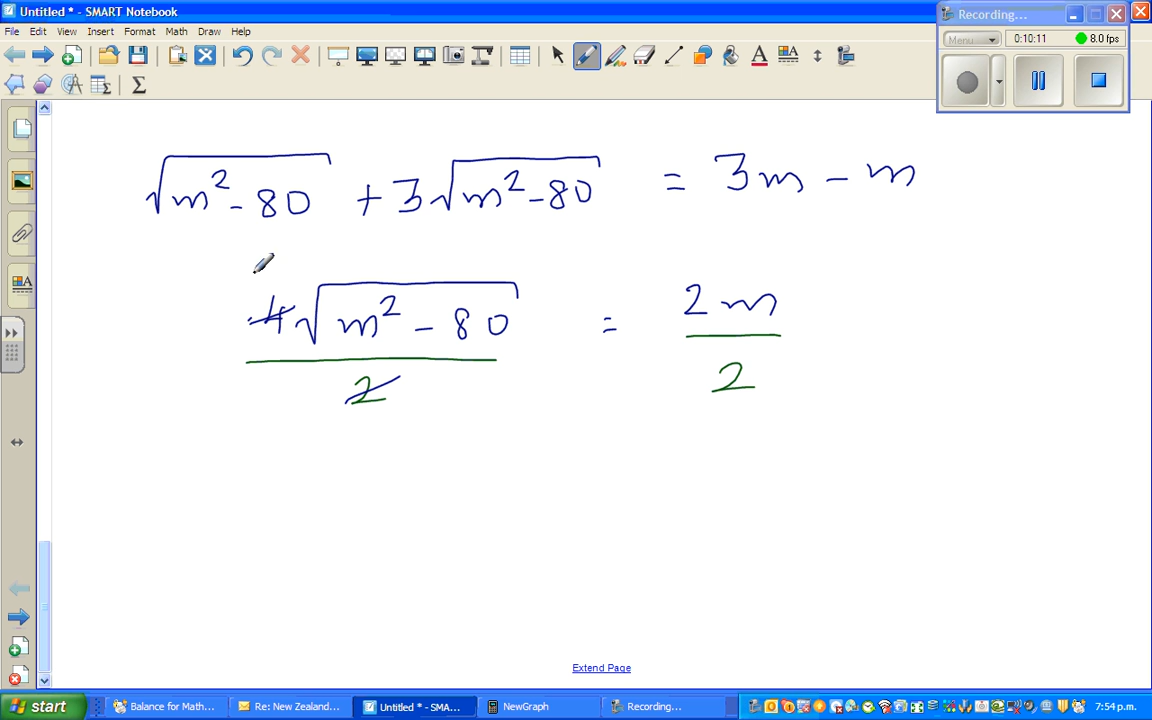 Untitled * - SMART Notebook
Recording...
File Edit View Insert Format Math Draw Help
Menu 0:10:11 8.0 fps
√(m² - 80) + 3√(m² - 80) = 3m - m
4√(m² - 80) = 2m
2 2
Extend Page
start Balance for Math... Re: New Zealand... Untitled * - SMA... NewGraph Recording... 7:54 p.m.